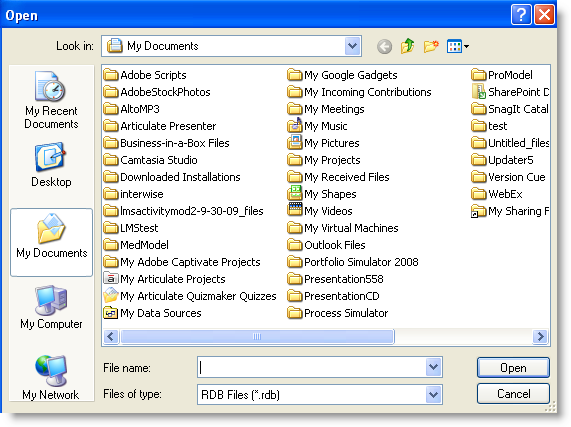 Open
Look in: My Documents
My Recent Documents
Desktop
My Documents
My Computer
My Network
Adobe Scripts
AdobeStockPhotos
AltoMP3
Articulate Presenter
Business-in-a-Box Files
Camtasia Studio
Downloaded Installations
interwise
lmsactivitymod2-9-30-09_files
LMStest
MedModel
My Adobe Captivate Projects
My Articulate Projects
My Articulate Quizmaker Quizzes
My Data Sources
My Google Gadgets
My Incoming Contributions
My Meetings
My Music
My Pictures
My Projects
My Received Files
My Shapes
My Videos
My Virtual Machines
Outlook Files
Portfolio Simulator 2008
Presentation558
PresentationCD
Process Simulator
ProModel
SharePoint D
SnagIt Catal
test
Untitled_files
Updater5
Version Cue
WebEx
My Sharing F
File name:
Open
Files of type: RDB Files (*.rdb)
Cancel